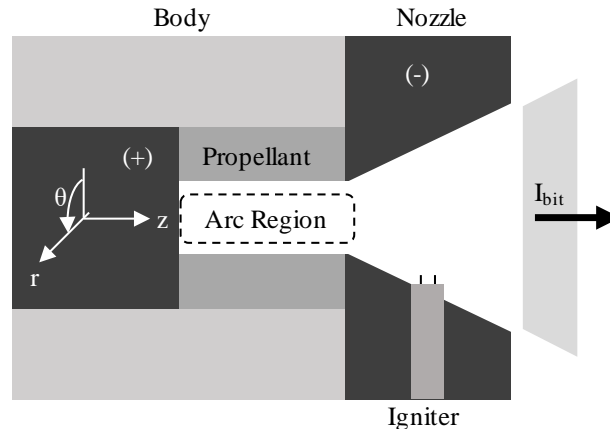 Body
Nozzle
(-)
(+)
Propellant
θ
Arc Region
z
r
I_bit
Igniter